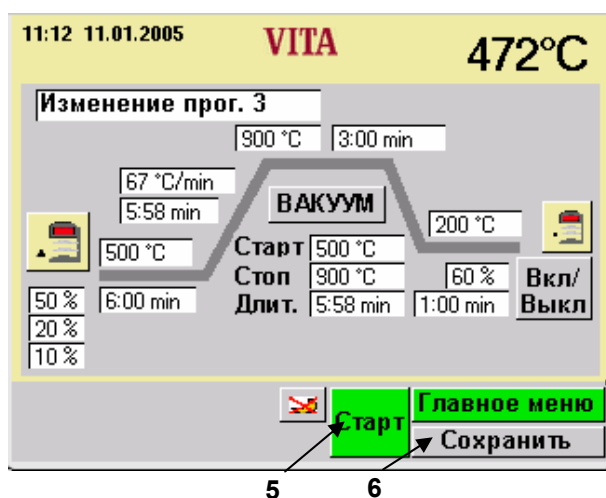 11:12 11.01.2005 VITA 472°C
Изменение прог. 3
900 °C 3:00 min
67 °C/min
5:58 min
ВАКУУМ
200 °C
500 °C
Старт 500 °C
Стоп 900 °C 60 % Вкл/
50 % 6:00 min Длит. 5:58 min 1:00 min Выкл
20 %
10 %
Старт Главное меню
Сохранить
5 6